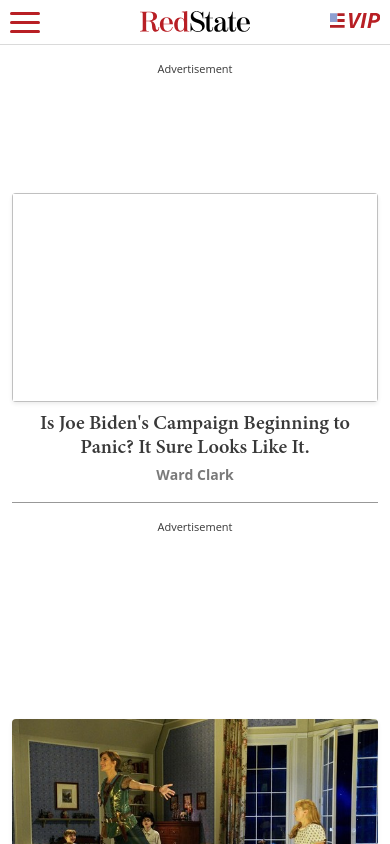 RedState
VIP
Advertisement
Is Joe Biden's Campaign Beginning to
Panic? It Sure Looks Like It.
Ward Clark
Advertisement